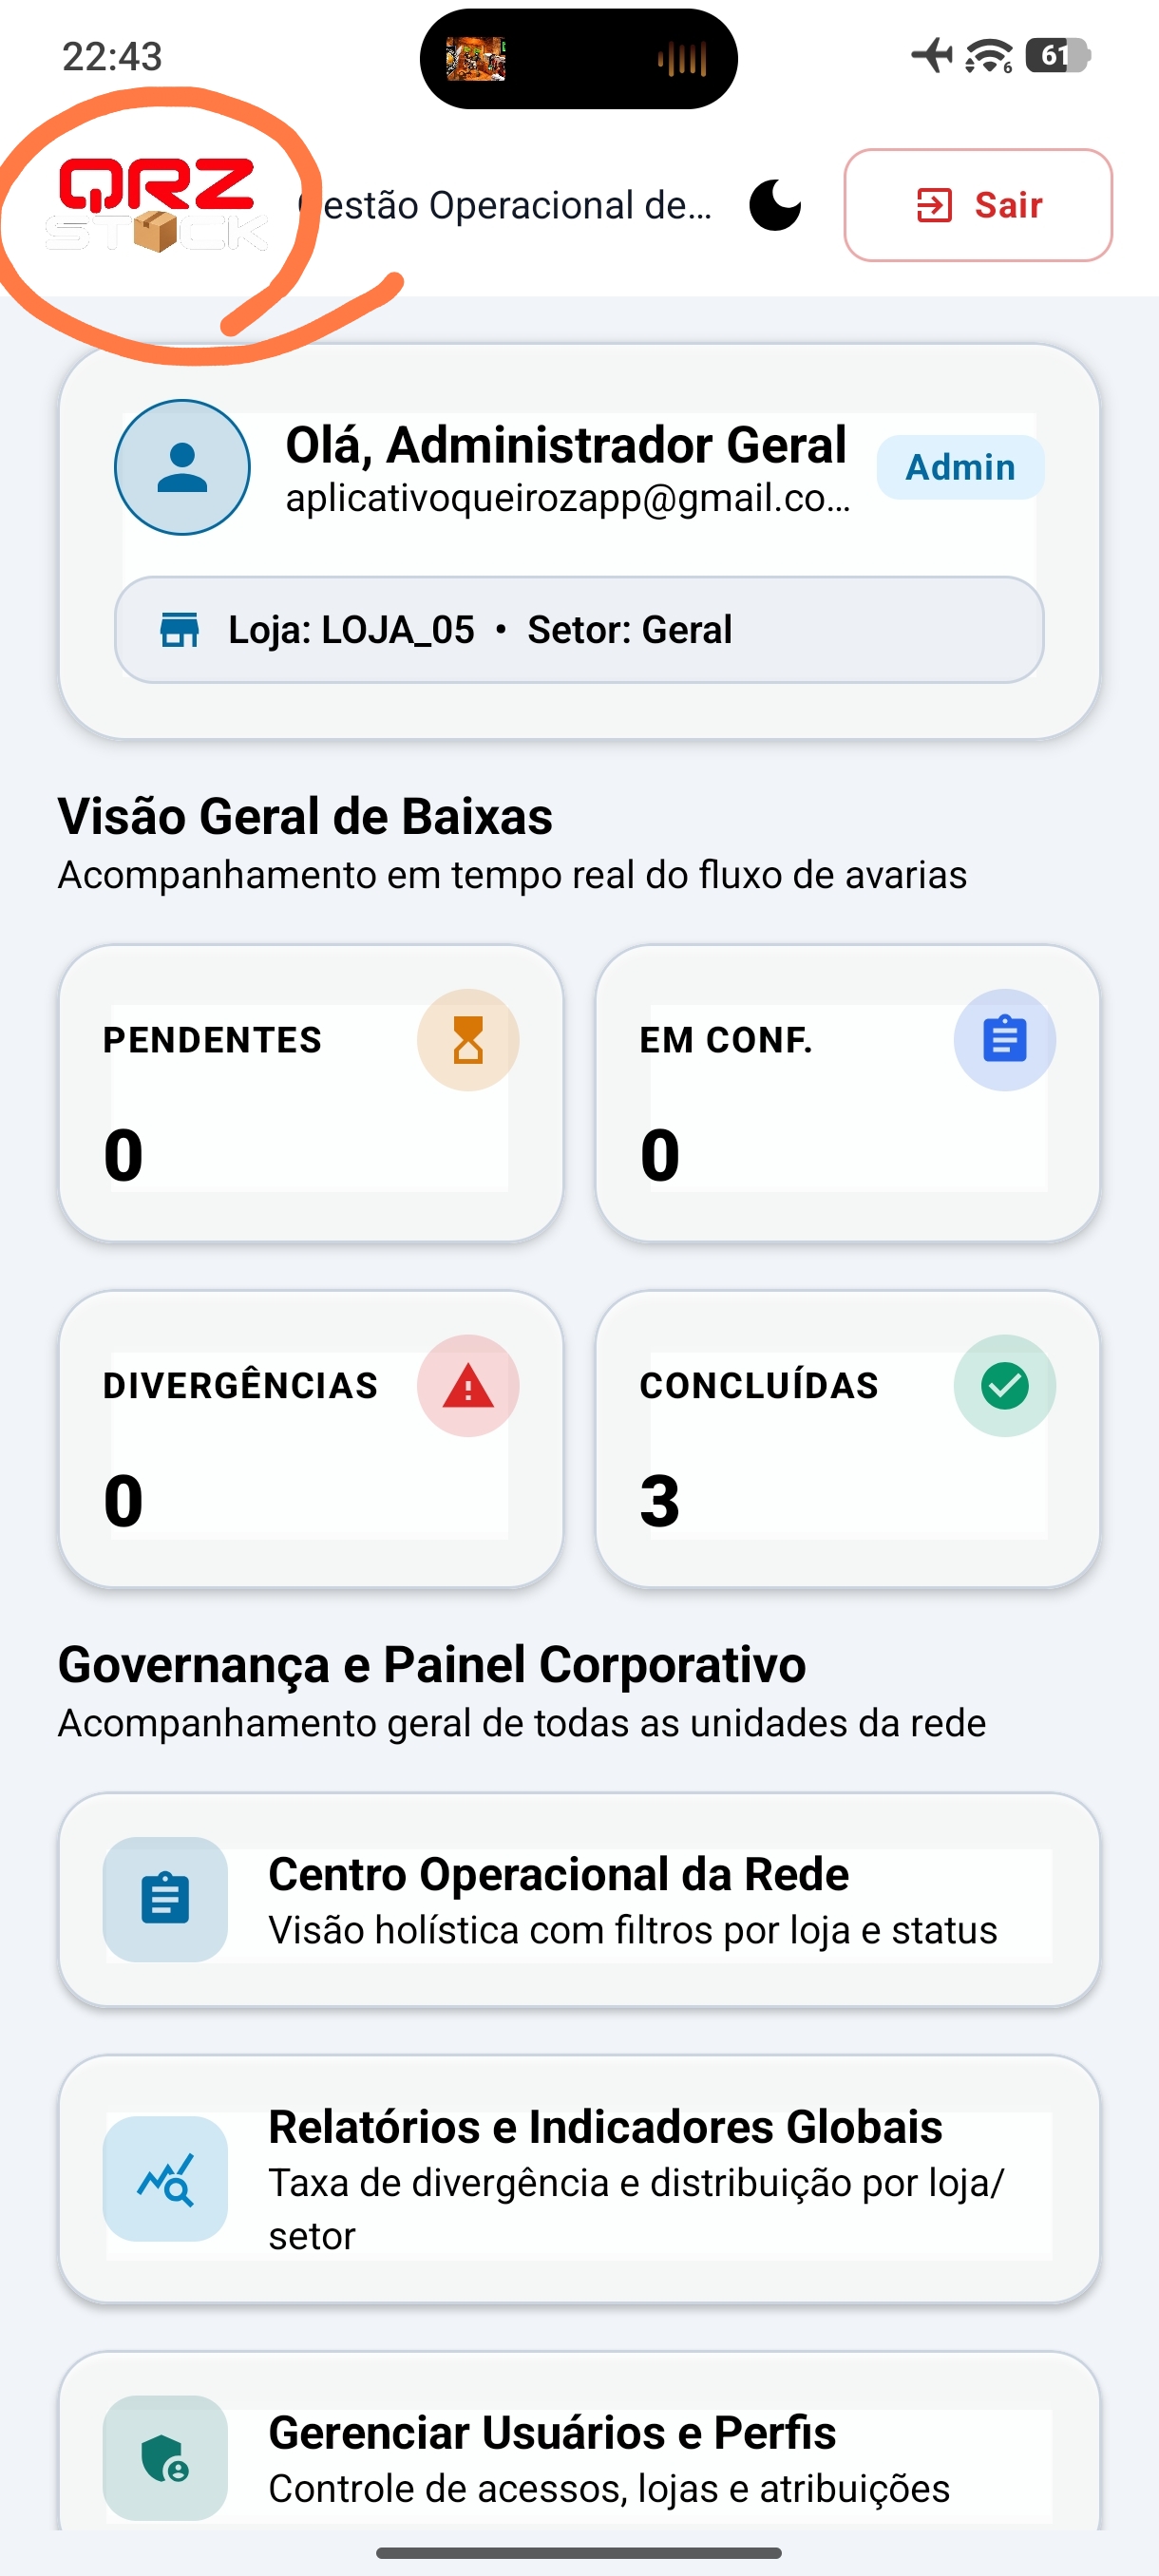 22:43
6
61
QRZ
ST📦CK
estão Operacional de...
Sair
Olá, Administrador Geral
aplicativoqueirozapp@gmail.co...
Admin
Loja: LOJA_05 • Setor: Geral
Visão Geral de Baixas
Acompanhamento em tempo real do fluxo de avarias
PENDENTES
0
EM CONF.
0
DIVERGÊNCIAS
0
CONCLUÍDAS
3
Governança e Painel Corporativo
Acompanhamento geral de todas as unidades da rede
Centro Operacional da Rede
Visão holística com filtros por loja e status
Relatórios e Indicadores Globais
Taxa de divergência e distribuição por loja/
setor
Gerenciar Usuários e Perfis
Controle de acessos, lojas e atribuições